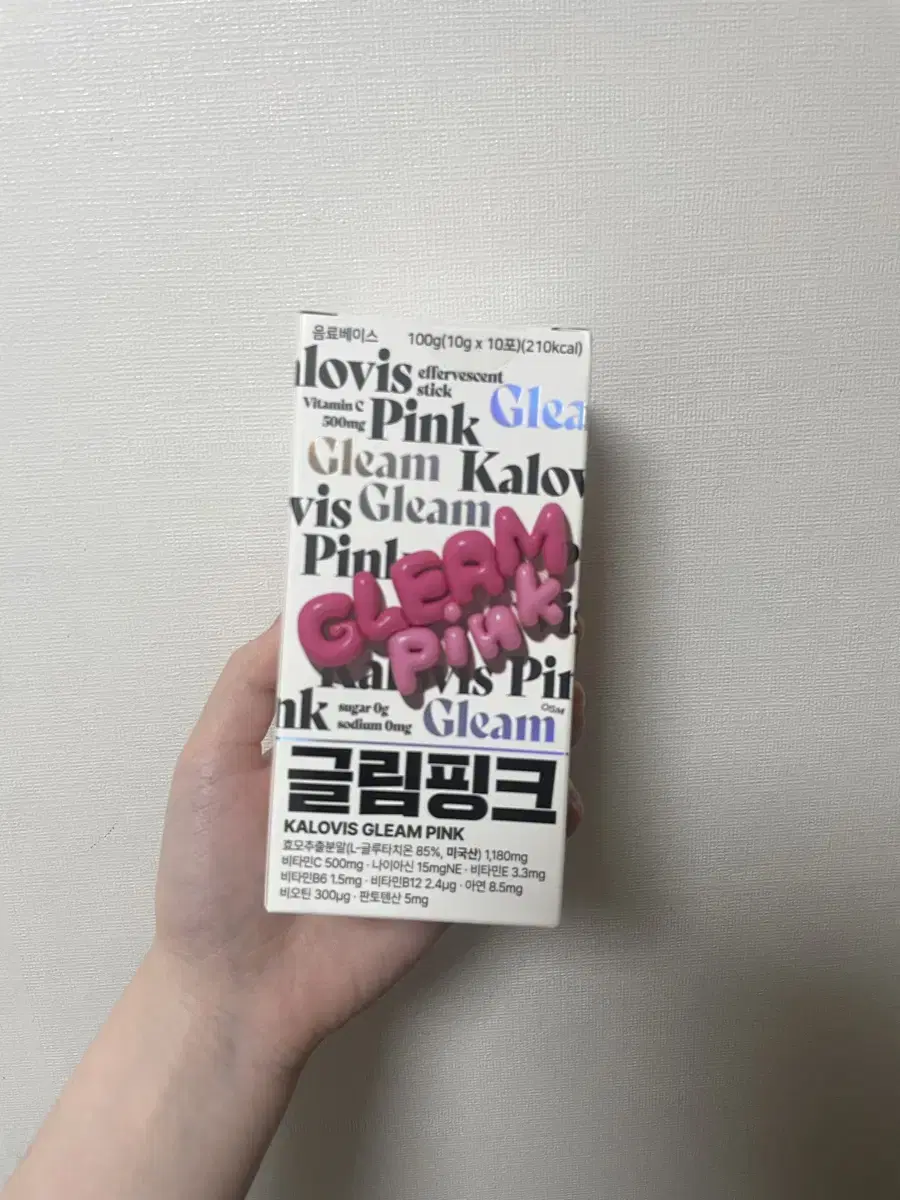 음료베이스 100g(10g x 10포)(210kcal)
alovis effervescent stick
Vitamin C 500mg Pink Glea
Gleam Kalov
vis Gleam
Pink
GLEAM
Pink
vis Pin
nk sugar 0g sodium 0mg Gleam
글림핑크
KALOVIS GLEAM PINK
효모추출분말(L-글루타치온 85%, 미국산) 1,180mg
비타민C 500mg · 나이아신 15mgNE · 비타민E 3.3mg
비타민B6 1.5mg · 비타민B12 2.4μg · 아연 8.5mg
비오틴 300μg · 판토텐산 5mg